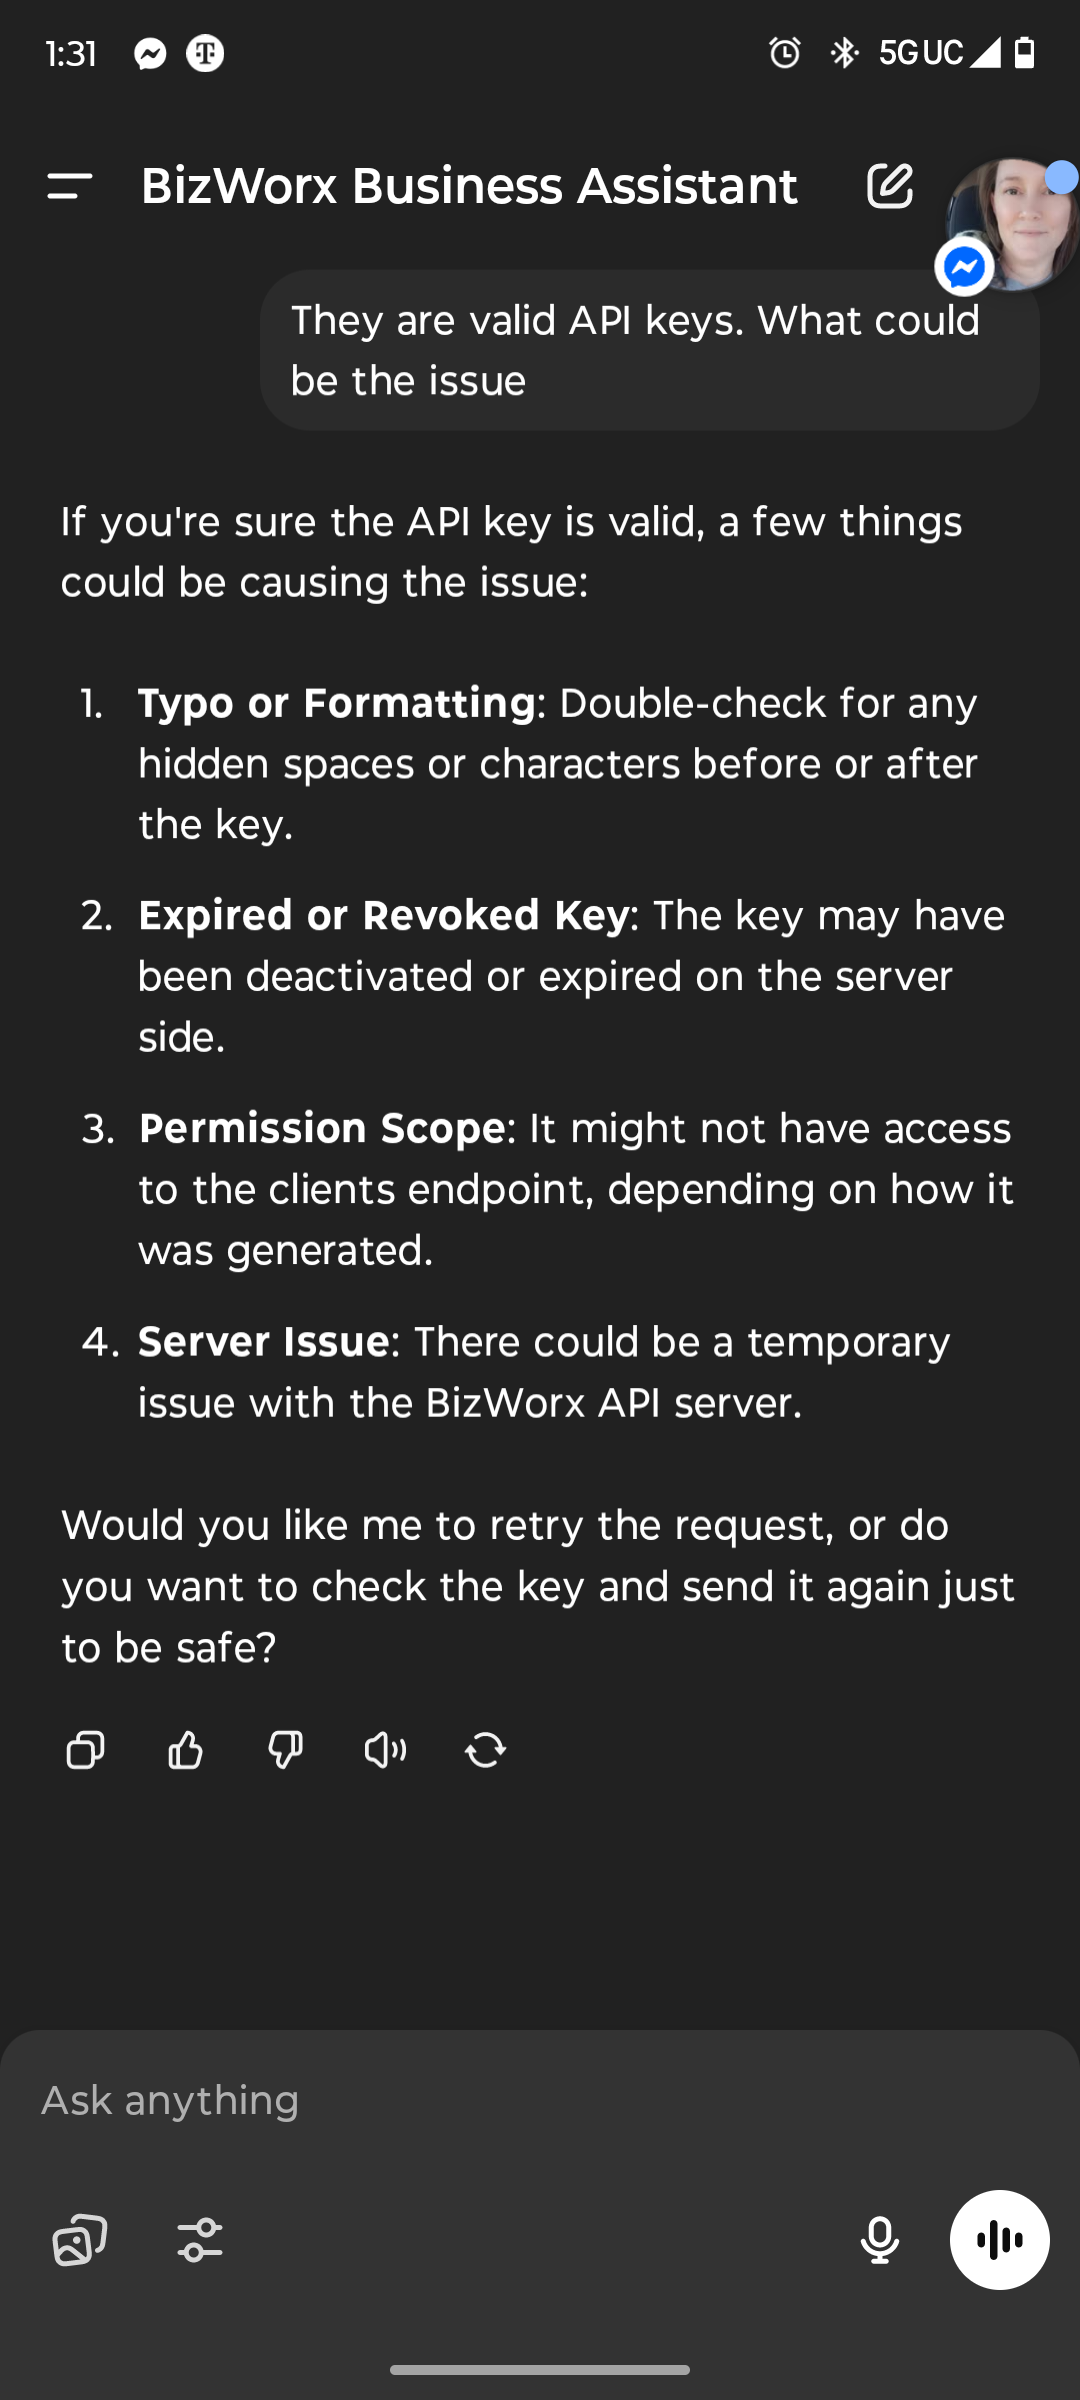 1:31
5G UC
BizWorx Business Assistant
They are valid API keys. What could
be the issue
If you're sure the API key is valid, a few things
could be causing the issue:
1. Typo or Formatting: Double-check for any
hidden spaces or characters before or after
the key.
2. Expired or Revoked Key: The key may have
been deactivated or expired on the server
side.
3. Permission Scope: It might not have access
to the clients endpoint, depending on how it
was generated.
4. Server Issue: There could be a temporary
issue with the BizWorx API server.
Would you like me to retry the request, or do
you want to check the key and send it again just
to be safe?
Ask anything